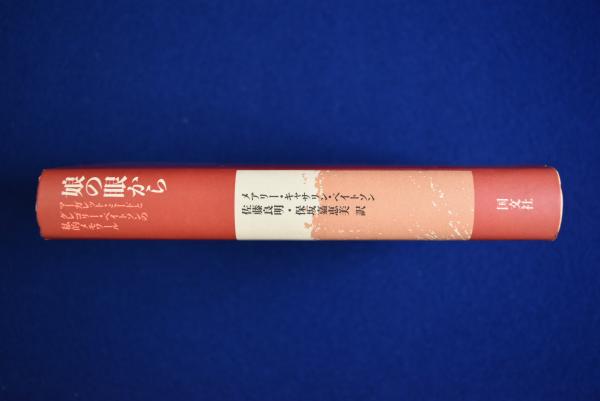 娘の眼から
マーガレット・ミードと
グレゴリー・ベイトソンの
私的メモワール
メアリー・キャサリン・ベイトソン
佐藤良明・保坂嘉恵美 訳
国文社